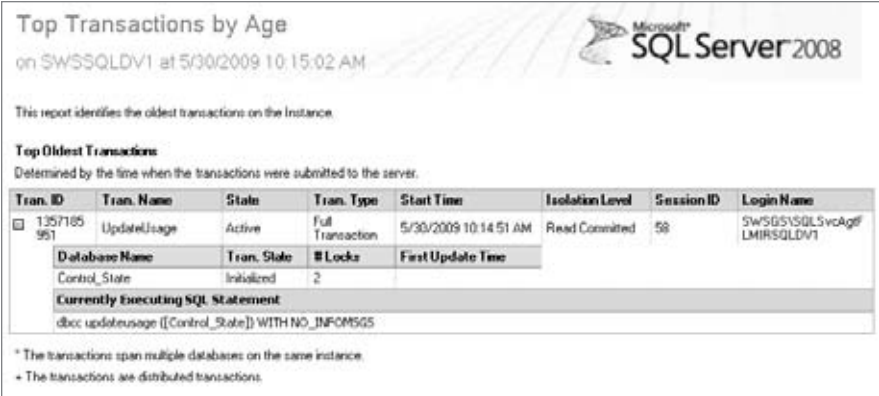 Top Transactions by Age
on SWSSQLDV1 at 5/30/2009 10:15:02 AM
Microsoft®
SQL Server 2008
This report identifies the oldest transactions on the Instance.
Top Oldest Transactions
Determined by the time when the transactions were submitted to the server.
Tran. ID Tran. Name State Tran. Type Start Time Isolation Level Session ID Login Name
1357185 951 UpdateUsage Active Full Transaction 5/30/2009 10:14:51 AM Read Committed 58 SWSGS\SQLSvcAgtF LMIRSQLDV1
Database Name Tran. State # Locks First Update Time
Control_State Initialized 2
Currently Executing SQL Statement
dbcc updateusage ([Control_State]) WITH NO_INFOMSGS
* The transactions span multiple databases on the same instance.
+ The transactions are distributed transactions.